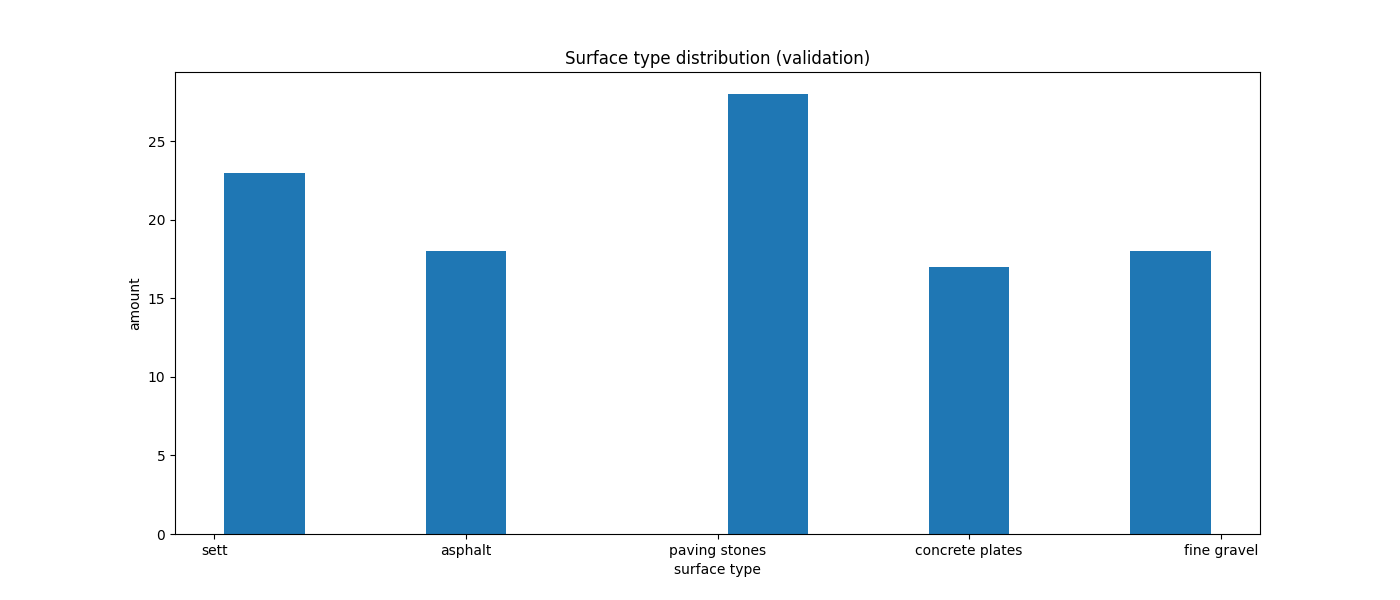 Surface type distribution (validation)
amount
25
20
15
10
5
0
sett asphalt paving stones concrete plates fine gravel
surface type